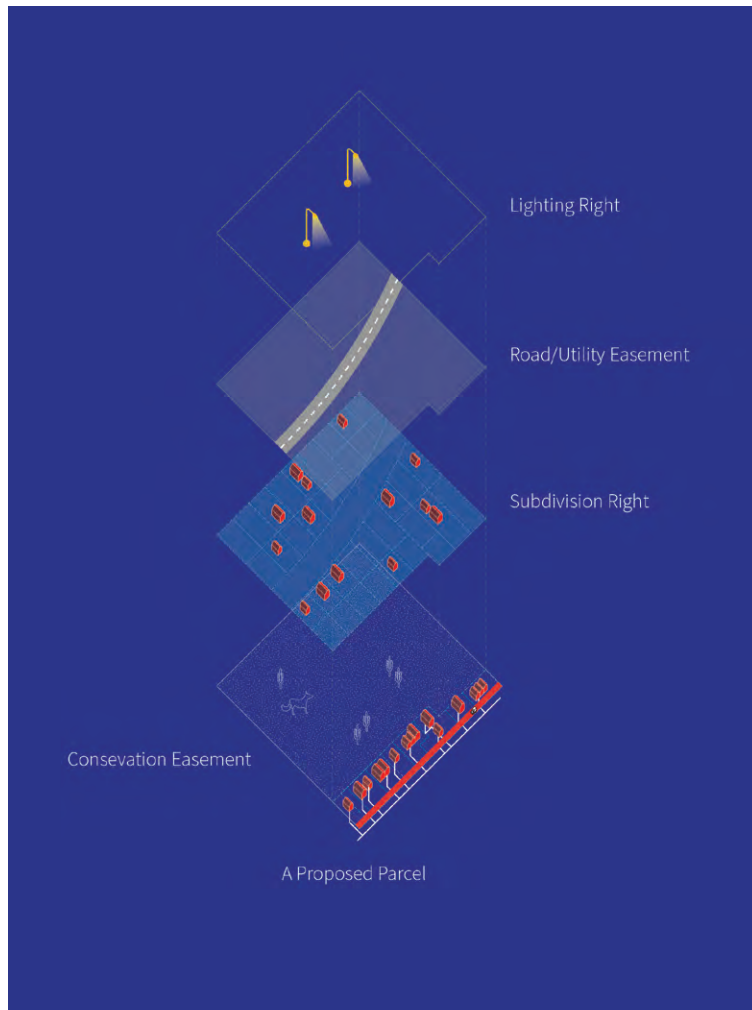 Lighting Right
Road/Utility Easement
Subdivision Right
Consevation Easement
A Proposed Parcel